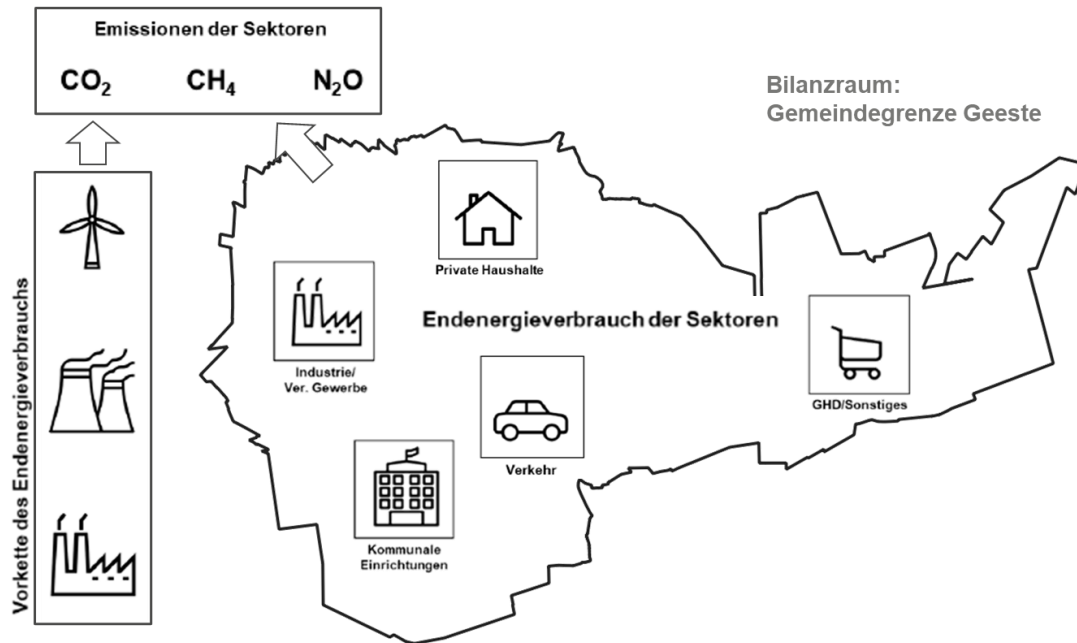 Emissionen der Sektoren
CO₂ CH₄ N₂O
Bilanzraum:
Gemeindegrenze Geeste
Vorkette des Endenergieverbrauchs
Private Haushalte
Endenergieverbrauch der Sektoren
Industrie/
Ver. Gewerbe
GHD/Sonstiges
Verkehr
Kommunale
Einrichtungen